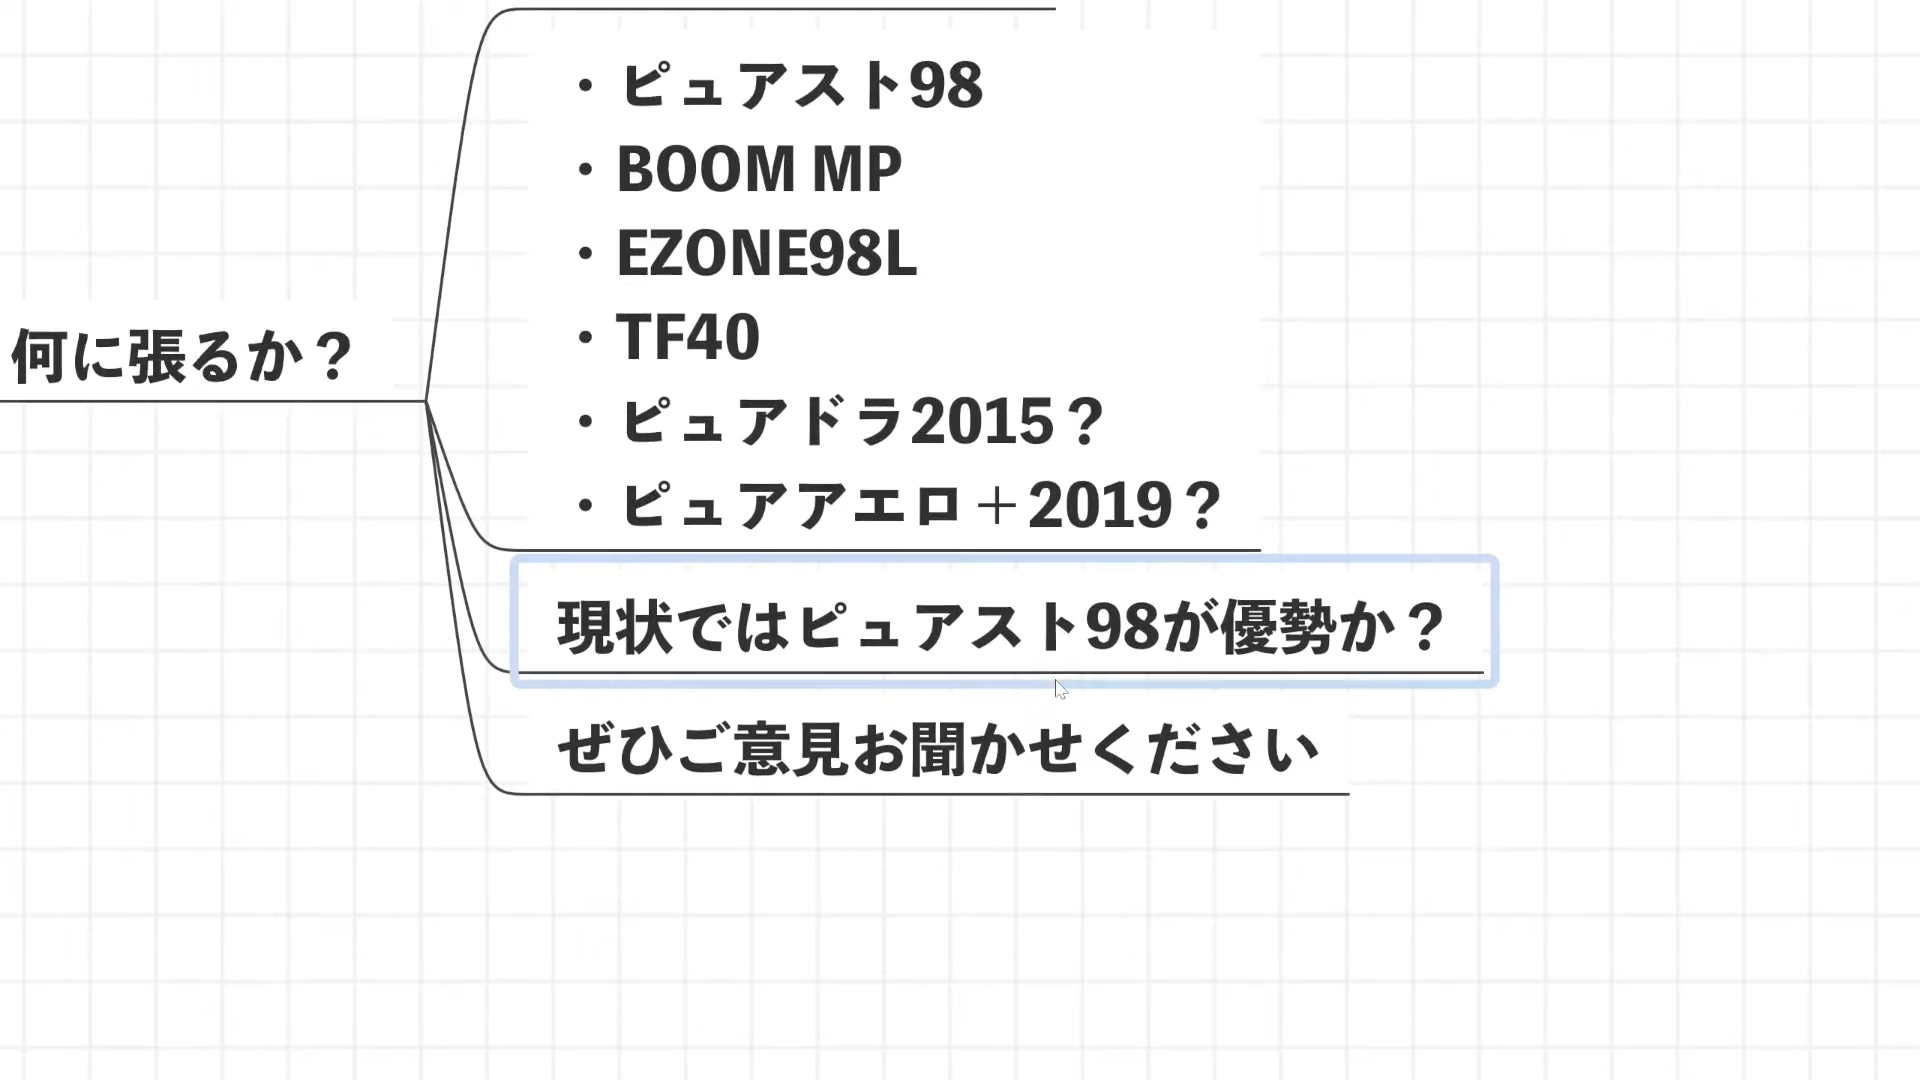 何に張るか？
・ピュアスト98
・BOOM MP
・EZONE98L
・TF40
・ピュアドラ2015？
・ピュアアエロ＋2019？
現状ではピュアスト98が優勢か？
ぜひご意見お聞かせください